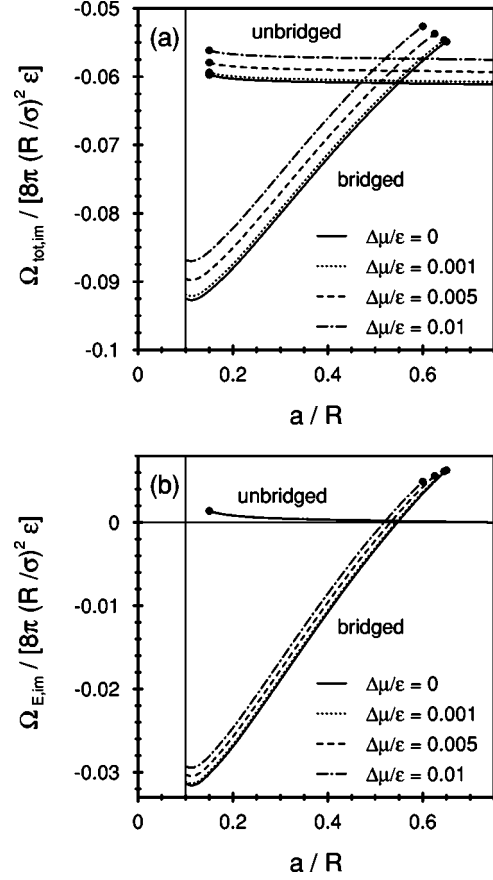 (a)
unbridged
bridged
Δμ/ε = 0
Δμ/ε = 0.001
Δμ/ε = 0.005
Δμ/ε = 0.01
-0.05
-0.06
-0.07
-0.08
-0.09
-0.1
Ω_tot,im / [8π (R /σ)² ε]
0 0.2 0.4 0.6
a / R
(b)
unbridged
bridged
Δμ/ε = 0
Δμ/ε = 0.001
Δμ/ε = 0.005
Δμ/ε = 0.01
0
-0.01
-0.02
-0.03
Ω_E,im / [8π (R /σ)² ε]
0 0.2 0.4 0.6
a / R